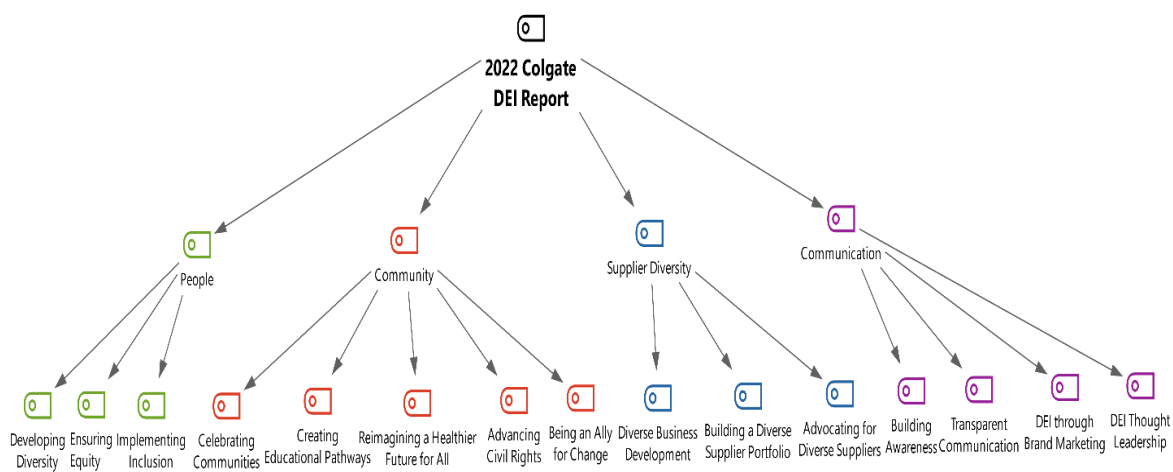 2022 Colgate
DEI Report
People
Community
Supplier Diversity
Communication
Developing
Diversity
Ensuring
Equity
Implementing
Inclusion
Celebrating
Communities
Creating
Educational Pathways
Reimagining a Healthier
Future for All
Advancing
Civil Rights
Being an Ally
for Change
Diverse Business
Development
Building a Diverse
Supplier Portfolio
Advocating for
Diverse Suppliers
Building
Awareness
Transparent
Communication
DEI through
Brand Marketing
DEI Thought
Leadership